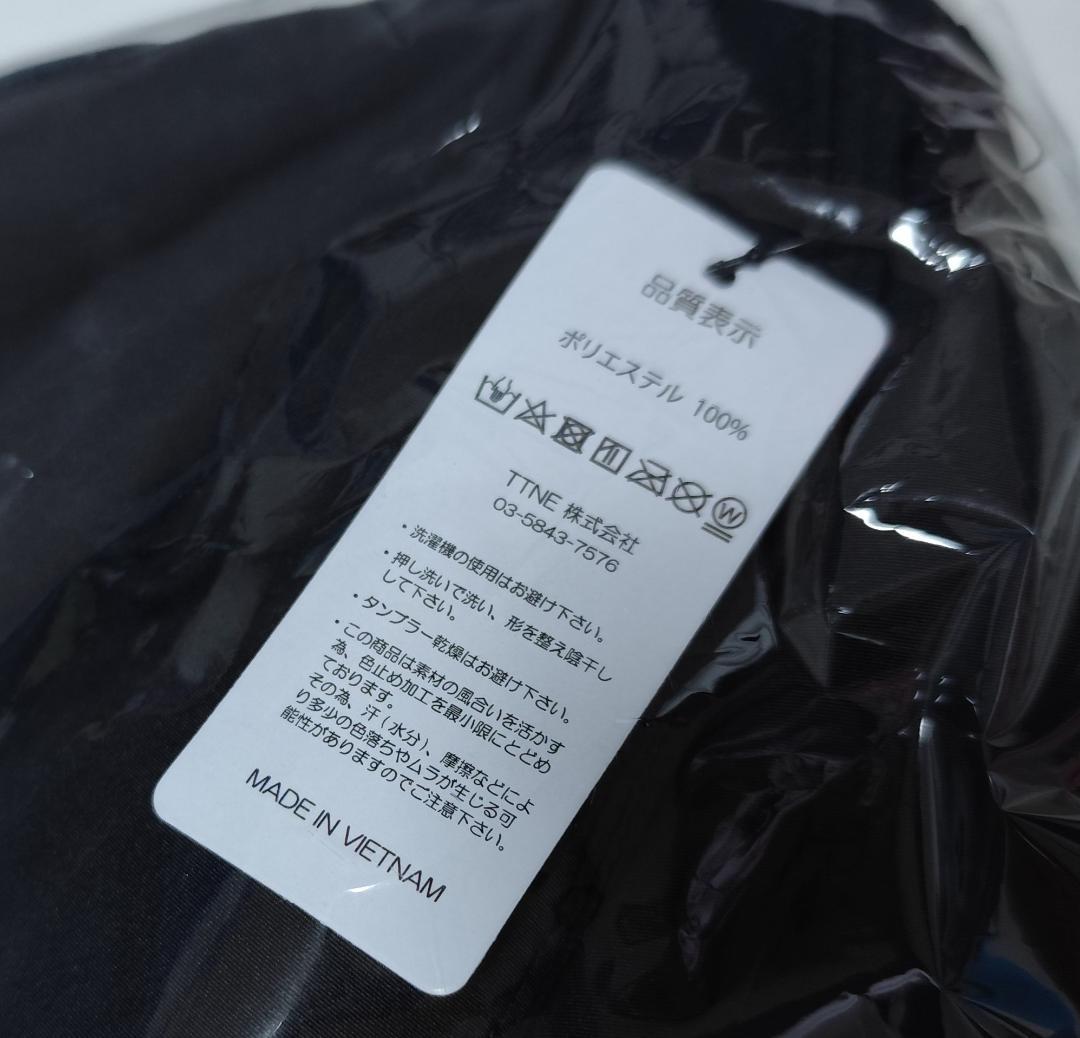 品質表示
ポリエステル 100%
W
TTNE 株式会社
03-5843-7576
・洗濯機の使用はお避け下さい。
・押し洗いで洗い、形を整え陰干し
して下さい。
・タンブラー乾燥はお避け下さい。
・この商品は素材の風合いを活かす
為、色止め加工を最小限にとどめ
ております。
その為、汗(水分)、摩擦などによ
り多少の色落ちやムラが生じる可
能性がありますのでご注意下さい。
MADE IN VIETNAM